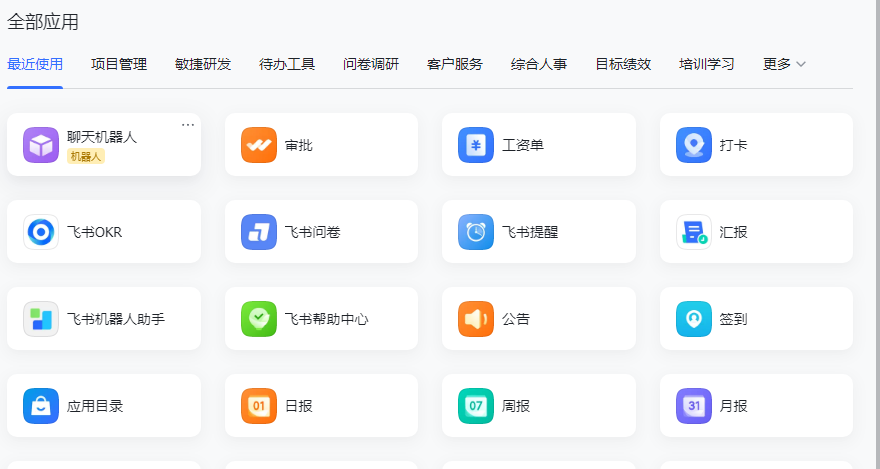 全部应用
最近使用 项目管理 敏捷研发 待办工具 问卷调研 客户服务 综合人事 目标绩效 培训学习 更多
聊天机器人
机器人
审批
¥
工资单
打卡
飞书OKR
飞书问卷
飞书提醒
汇报
飞书机器人助手
飞书帮助中心
公告
签到
应用目录
01
日报
07
周报
31
月报